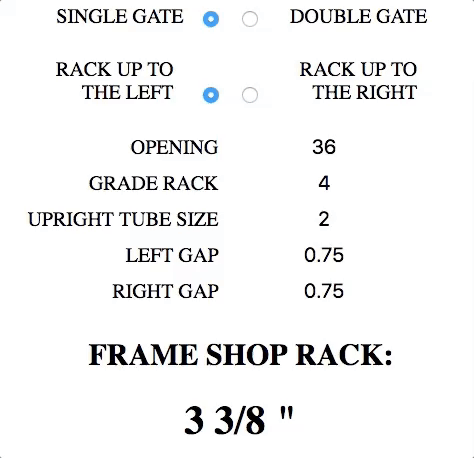 SINGLE GATE DOUBLE GATE
RACK UP TO RACK UP TO
THE LEFT THE RIGHT
OPENING 36
GRADE RACK 4
UPRIGHT TUBE SIZE 2
LEFT GAP 0.75
RIGHT GAP 0.75
FRAME SHOP RACK:
3 3/8 "